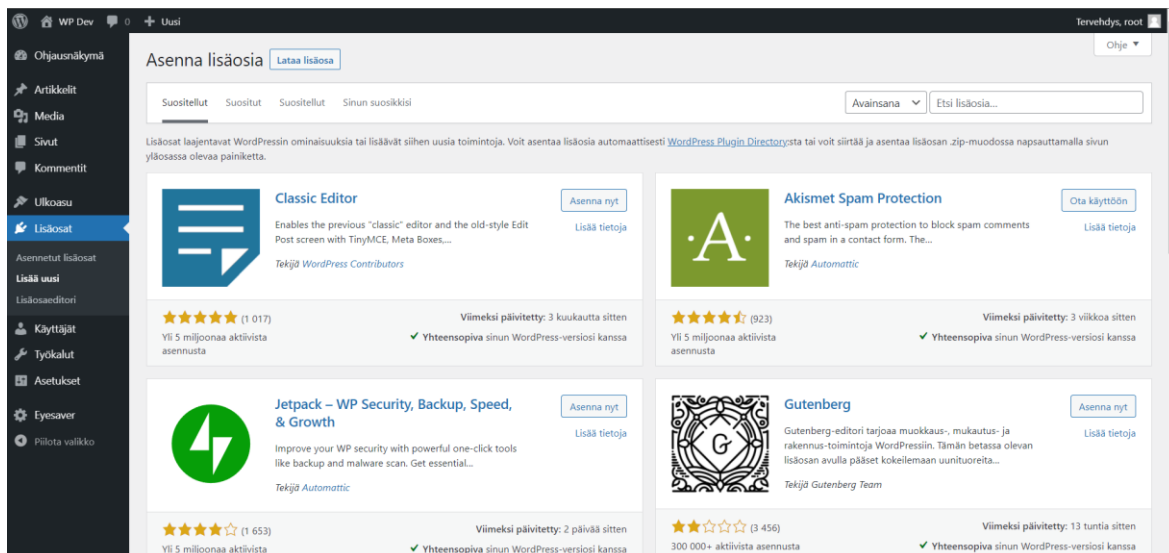 WP Dev 0 + Uusi Tervehdys, root
Ohje ▼
Ohjausnäkymä
Artikkelit
Media
Sivut
Kommentit
Ulkoasu
Lisäosat
Asennetut lisäosat
Lisää uusi
Lisäosaeditori
Käyttäjät
Työkalut
Asetukset
Eyesaver
Piilota valikko
Asenna lisäosia Lataa lisäosa
Suositellut Suositut Suositellut Sinun suosikkisi Avainsana Etsi lisäosia...
Lisäosat laajentavat WordPressin ominaisuuksia tai lisäävät siihen uusia toimintoja. Voit asentaa lisäosia automaattisesti WordPress Plugin Directory:sta tai voit siirtää ja asentaa lisäosan .zip-muodossa napsauttamalla sivun
yläosassa olevaa painiketta.
Classic Editor
Asenna nyt
Enables the previous "classic" editor and the old-style Edit
Post screen with TinyMCE, Meta Boxes,...
Lisää tietoja
Tekijä WordPress Contributors
(1 017)
Yli 5 miljoonaa aktiivista
asennusta
Viimeksi päivitetty: 3 kuukautta sitten
✔ Yhteensopiva sinun WordPress-versiosi kanssa
·A·
Akismet Spam Protection
Ota käyttöön
The best anti-spam protection to block spam comments
and spam in a contact form. The...
Lisää tietoja
Tekijä Automattic
(923)
Yli 5 miljoonaa aktiivista
asennusta
Viimeksi päivitetty: 3 viikkoa sitten
✔ Yhteensopiva sinun WordPress-versiosi kanssa
Jetpack – WP Security, Backup, Speed,
& Growth
Asenna nyt
Lisää tietoja
Improve your WP security with powerful one-click tools
like backup and malware scan. Get essential...
Tekijä Automattic
(1 653)
Yli 5 miljoonaa aktiivista
Viimeksi päivitetty: 2 päivää sitten
✔ Yhteensopiva sinun WordPress-versiosi kanssa
G
Gutenberg
Asenna nyt
Gutenberg-editori tarjoaa muokkaus-, mukautus- ja
rakennus-toimintoja WordPressiin. Tämän betassa olevan
lisäosan avulla pääset kokeilemaan uunituoreita...
Lisää tietoja
Tekijä Gutenberg Team
(3 456)
300 000+ aktiivista asennusta
Viimeksi päivitetty: 13 tuntia sitten
✔ Yhteensopiva sinun WordPress-versiosi kanssa